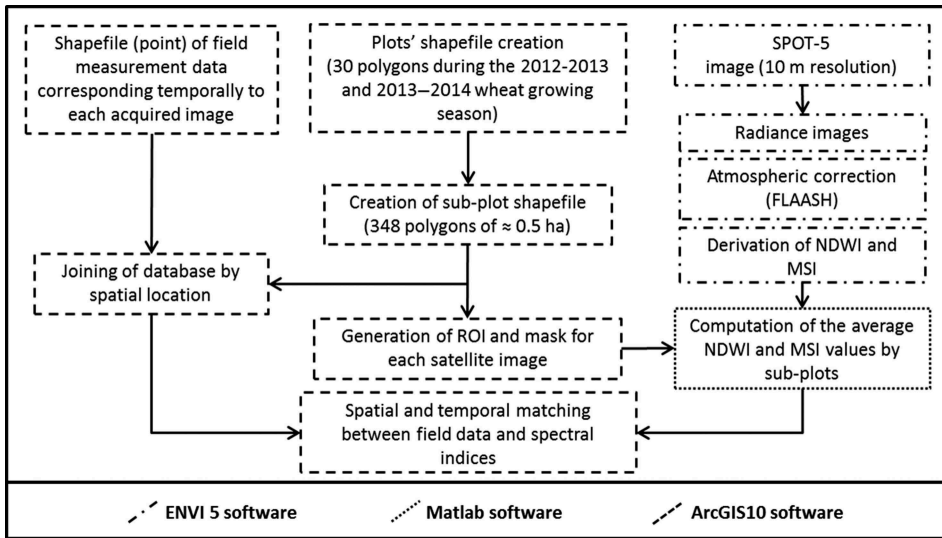 Shapefile (point) of field
measurement data
corresponding temporally to
each acquired image
Plots’ shapefile creation
(30 polygons during the 2012-2013
and 2013–2014 wheat growing
season)
SPOT-5
image (10 m resolution)
Radiance images
Atmospheric correction
(FLAASH)
Creation of sub-plot shapefile
(348 polygons of ≈ 0.5 ha)
Derivation of NDWI and
MSI
Joining of database by
spatial location
Generation of ROI and mask for
each satellite image
Computation of the average
NDWI and MSI values by
sub-plots
Spatial and temporal matching
between field data and spectral
indices
ENVI 5 software
Matlab software
ArcGIS10 software